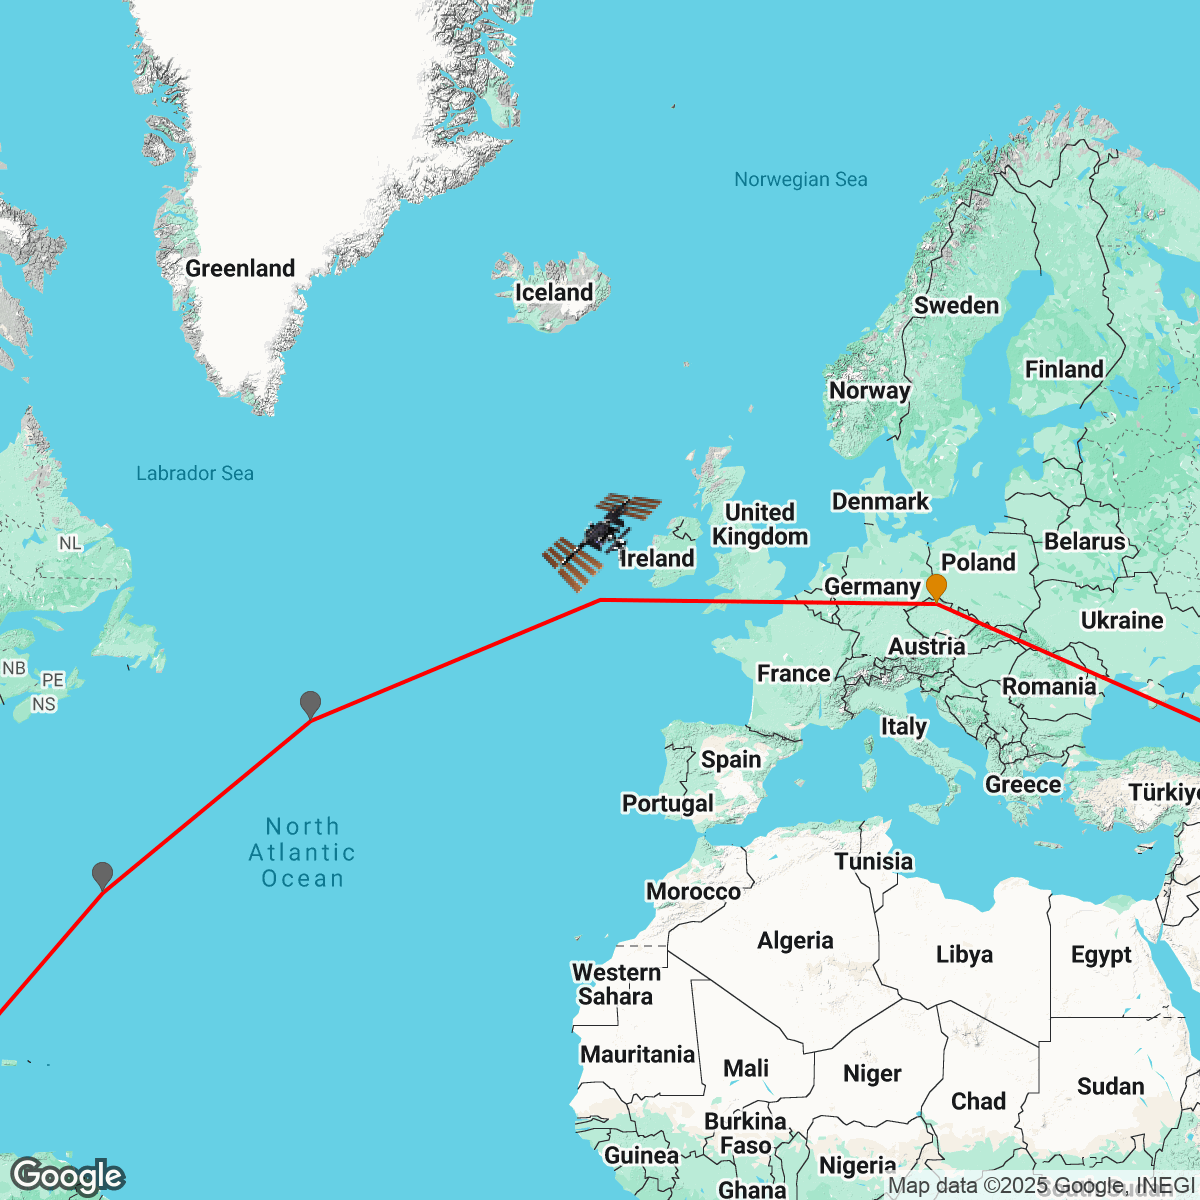 Norwegian Sea
Greenland
Iceland
Sweden
Finland
Norway
Labrador Sea
Denmark
United
Kingdom
NL
Belarus
Ireland
Poland
Germany
Ukraine
Austria
NB
France
PE
Romania
NS
Italy
Spain
Greece
Türkiye
Portugal
North
Atlantic
Ocean
Tunisia
Morocco
Algeria
Libya
Egypt
Western
Sahara
Mauritania
Mali
Niger
Sudan
Chad
Burkina
Faso
Guinea
Nigeria
Google
Ghana
Map data ©2025 Google, INEGI